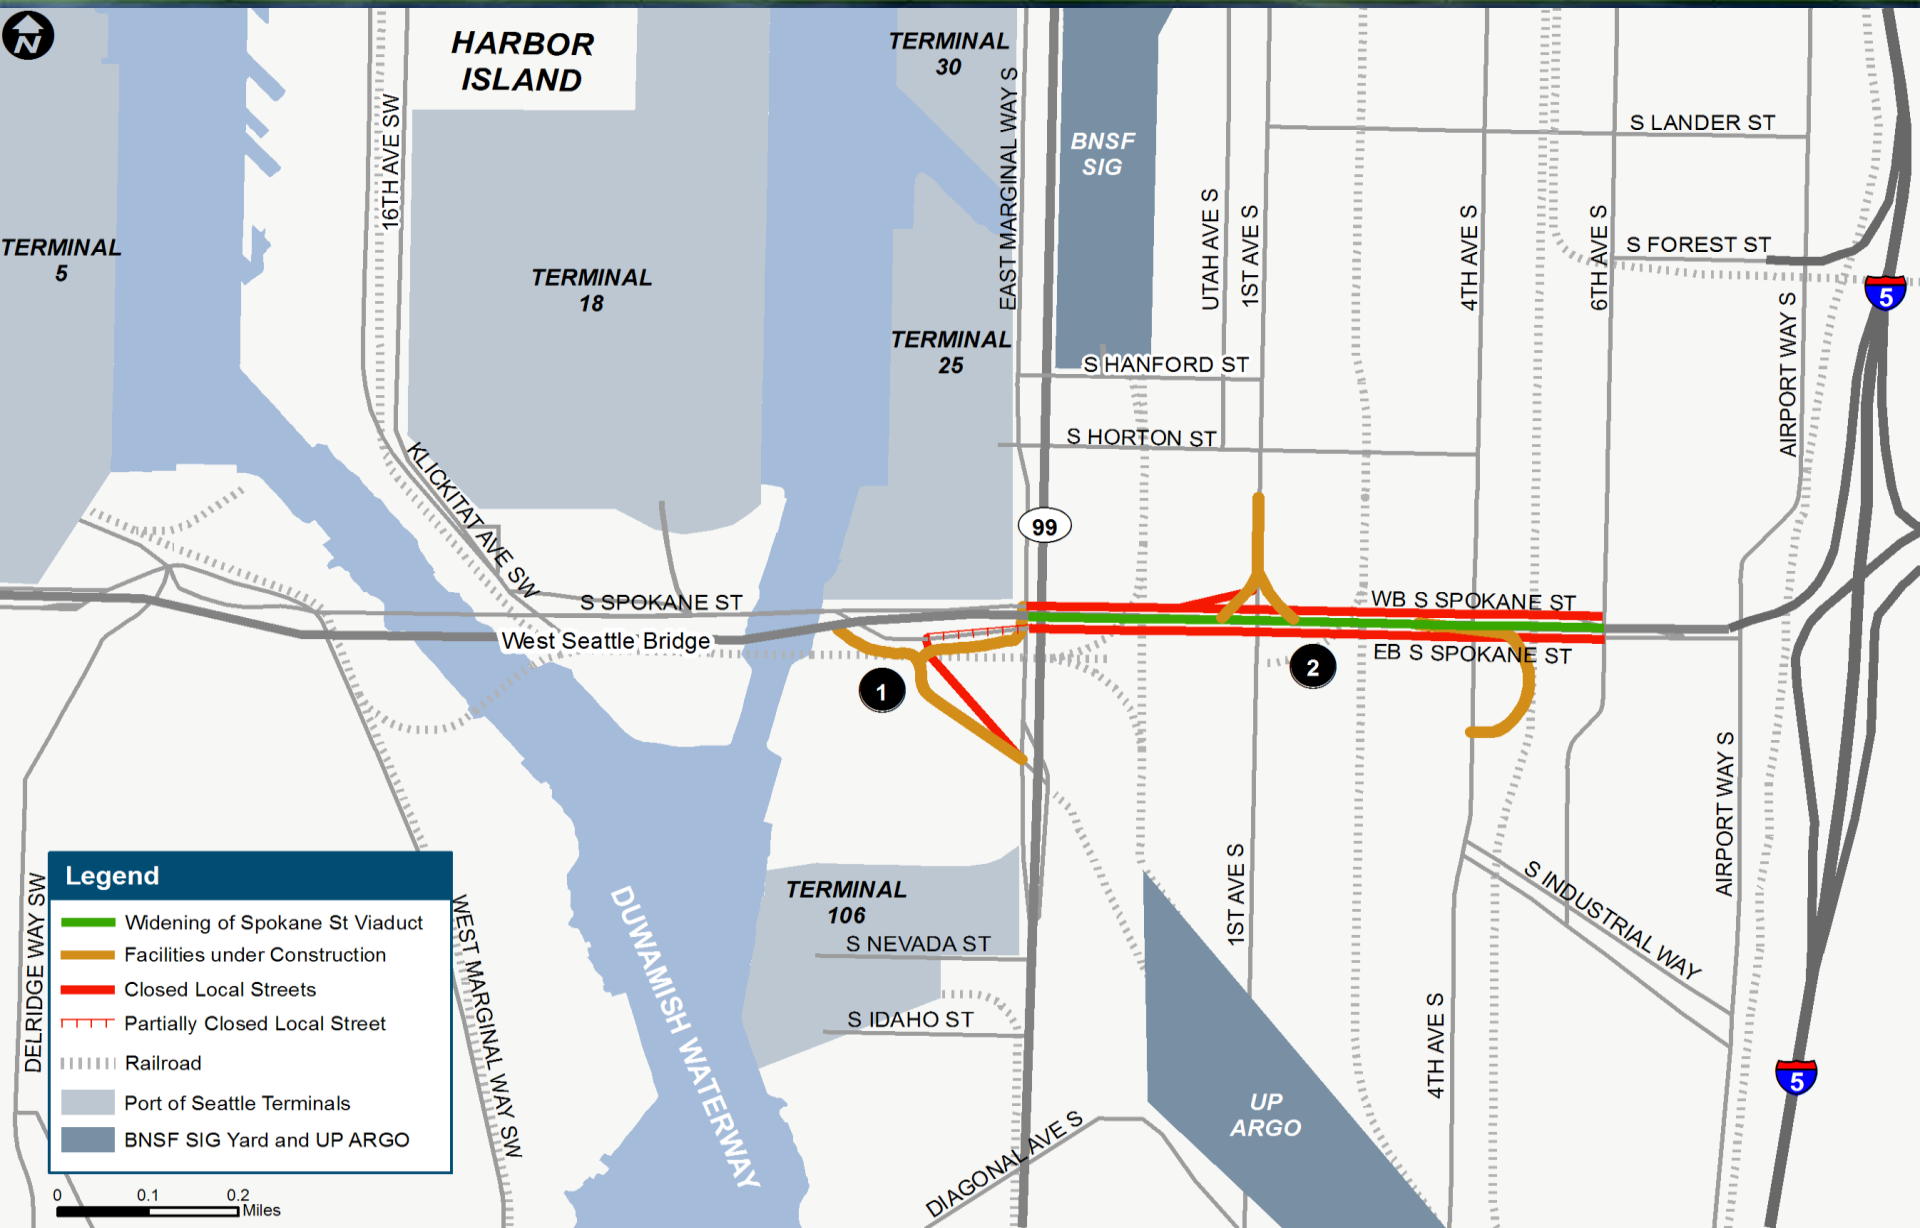 N
HARBOR
ISLAND
TERMINAL
30
BNSF
SIG
S LANDER ST
16TH AVE SW
EAST MARGINAL WAY S
UTAH AVE S
1ST AVE S
4TH AVE S
6TH AVE S
S FOREST ST
TERMINAL
5
TERMINAL
18
5
AIRPORT WAY S
TERMINAL
25
S HANFORD ST
S HORTON ST
KLICKITAT AVE SW
99
S SPOKANE ST
WB S SPOKANE ST
West Seattle Bridge
EB S SPOKANE ST
1
2
AIRPORT WAY S
1ST AVE S
S INDUSTRIAL WAY
TERMINAL
106
S NEVADA ST
S IDAHO ST
DUWAMISH WATERWAY
4TH AVE S
5
UP
ARGO
DIAGONAL AVE S
DELRIDGE WAY SW
WEST MARGINAL WAY SW
Legend
Widening of Spokane St Viaduct
Facilities under Construction
Closed Local Streets
Partially Closed Local Street
Railroad
Port of Seattle Terminals
BNSF SIG Yard and UP ARGO
0 0.1 0.2
Miles